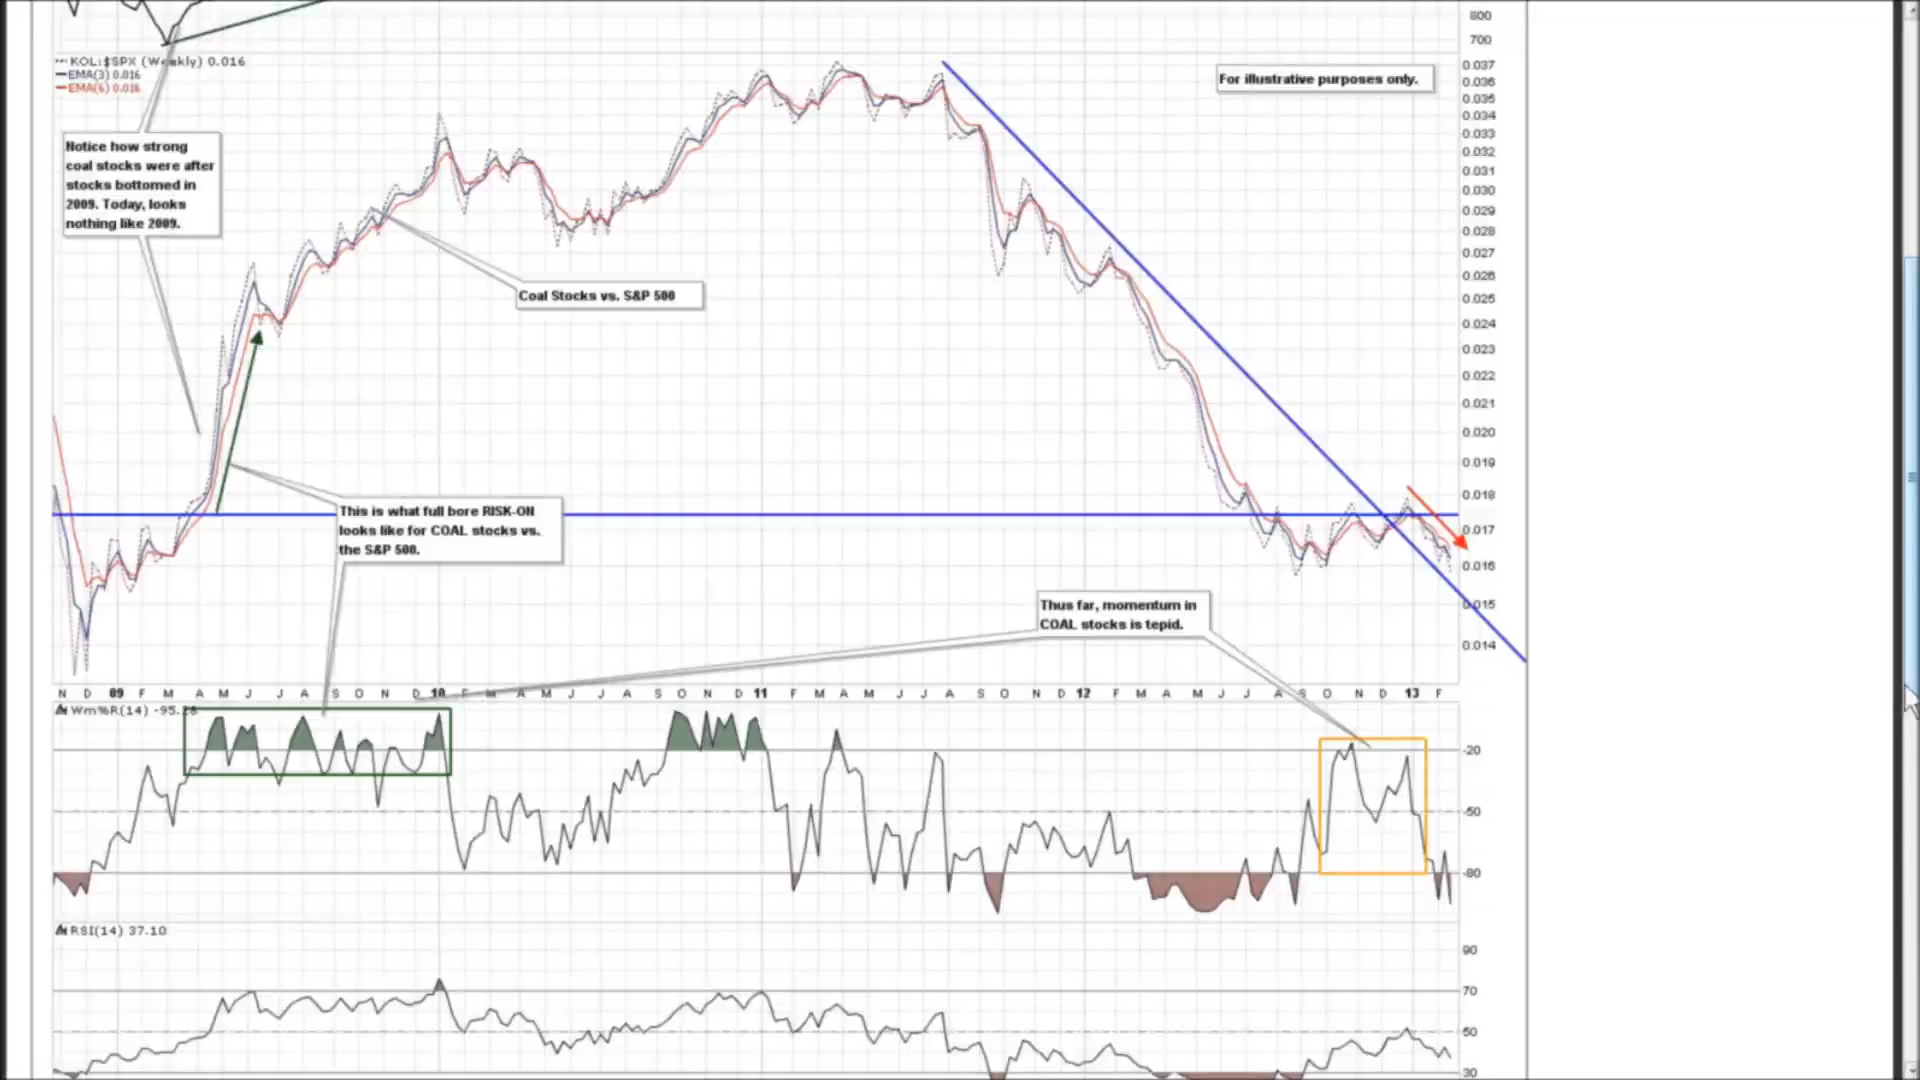 800
700
KOL:$SPX (Weekly) 0.016
EMA(3) 0.016
EMA(6) 0.016
0.037
0.036
0.035
0.034
0.033
0.032
0.031
0.030
0.029
0.028
0.027
0.026
0.025
0.024
0.023
0.022
0.021
0.020
0.019
0.018
0.017
0.016
0.015
0.014
For illustrative purposes only.
Notice how strong
coal stocks were after
stocks bottomed in
2009. Today, looks
nothing like 2009.
Coal Stocks vs. S&P 500
This is what full bore RISK-ON
looks like for COAL stocks vs.
the S&P 500.
Thus far, momentum in
COAL stocks is tepid.
N D 09 F M A M J J A S O N D 10 F M A M J J A S O N D 11 F M A M J J A S O N D 12 F M A M J J A S O N D 13 F
Wm%R(14) -95.28
-20
-50
-80
RSI(14) 37.10
90
70
50
30